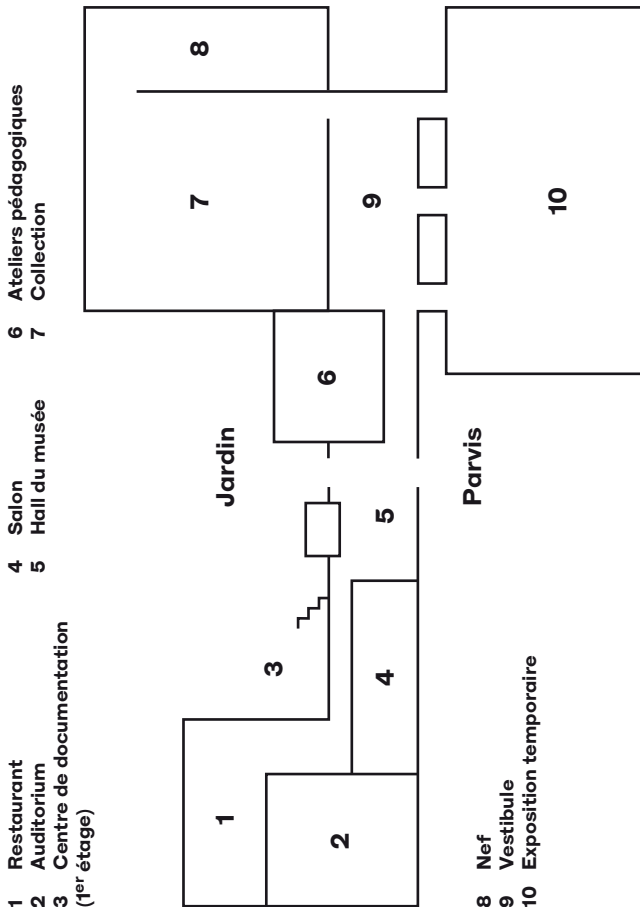 1 Restaurant
2 Auditorium
3 Centre de documentation
(1er étage)
4 Salon
5 Hall du musée
6 Ateliers pédagogiques
7 Collection
8 Nef
9 Vestibule
10 Exposition temporaire
Jardin
Parvis
1
2
3
4
5
6
7
8
9
10